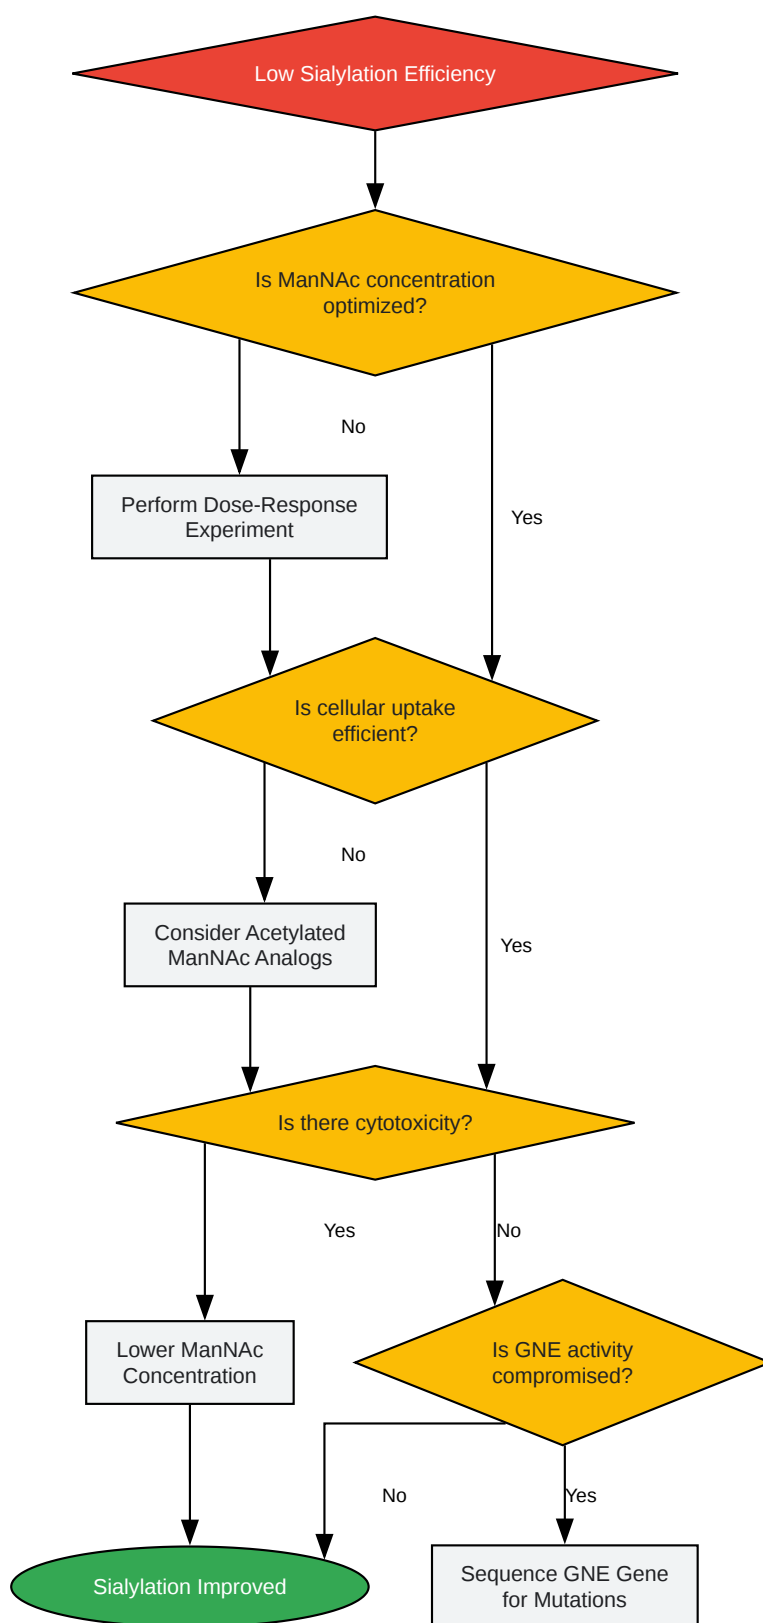 Low Sialylation Efficiency
Is ManNAc concentration
optimized?
No
Perform Dose-Response
Experiment
Yes
Is cellular uptake
efficient?
No
Consider Acetylated
ManNAc Analogs
Yes
Is there cytotoxicity?
Yes
No
Lower ManNAc
Concentration
Is GNE activity
compromised?
No
Yes
Sialylation Improved
Sequence GNE Gene
for Mutations